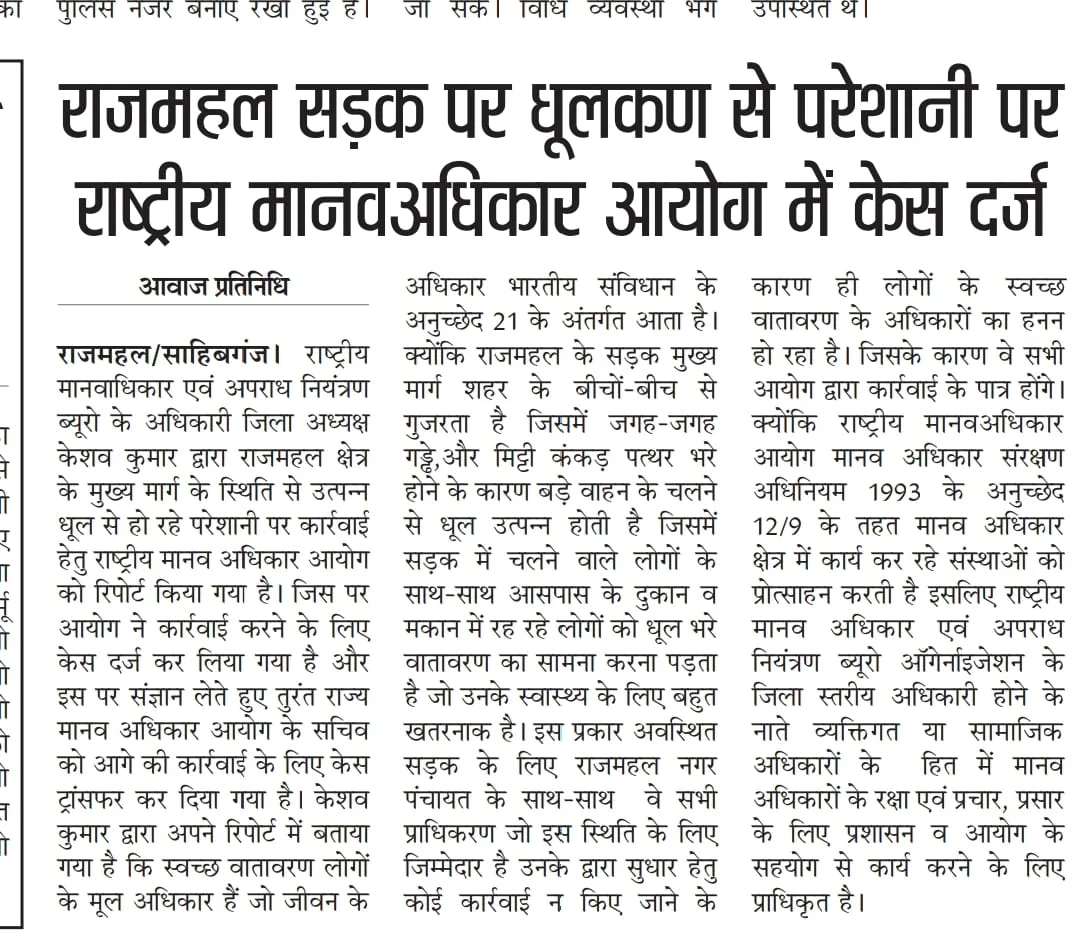 पुलिस नजर बनाए रखी हुई है।
जा सके। विधि व्यवस्था भंग
उपस्थित थे।
राजमहल सड़क पर धूलकण से परेशानी पर
राष्ट्रीय मानवअधिकार आयोग में केस दर्ज
आवाज प्रतिनिधि
राजमहल/साहिबगंज। राष्ट्रीय
मानवाधिकार एवं अपराध नियंत्रण
ब्यूरो के अधिकारी जिला अध्यक्ष
केशव कुमार द्वारा राजमहल क्षेत्र
के मुख्य मार्ग के स्थिति से उत्पन्न
धूल से हो रहे परेशानी पर कार्रवाई
हेतु राष्ट्रीय मानव अधिकार आयोग
को रिपोर्ट किया गया है। जिस पर
आयोग ने कार्रवाई करने के लिए
केस दर्ज कर लिया गया है और
इस पर संज्ञान लेते हुए तुरंत राज्य
मानव अधिकार आयोग के सचिव
को आगे की कार्रवाई के लिए केस
ट्रांसफर कर दिया गया है। केशव
कुमार द्वारा अपने रिपोर्ट में बताया
गया है कि स्वच्छ वातावरण लोगों
के मूल अधिकार हैं जो जीवन के
अधिकार भारतीय संविधान के
अनुच्छेद 21 के अंतर्गत आता है।
क्योंकि राजमहल के सड़क मुख्य
मार्ग शहर के बीचों-बीच से
गुजरता है जिसमें जगह-जगह
गड्ढे,और मिट्टी कंकड़ पत्थर भरे
होने के कारण बड़े वाहन के चलने
से धूल उत्पन्न होती है जिसमें
सड़क में चलने वाले लोगों के
साथ-साथ आसपास के दुकान व
मकान में रह रहे लोगों को धूल भरे
वातावरण का सामना करना पड़ता
है जो उनके स्वास्थ्य के लिए बहुत
खतरनाक है। इस प्रकार अवस्थित
सड़क के लिए राजमहल नगर
पंचायत के साथ-साथ वे सभी
प्राधिकरण जो इस स्थिति के लिए
जिम्मेदार है उनके द्वारा सुधार हेतु
कोई कार्रवाई न किए जाने के
कारण ही लोगों के स्वच्छ
वातावरण के अधिकारों का हनन
हो रहा है। जिसके कारण वे सभी
आयोग द्वारा कार्रवाई के पात्र होंगे।
क्योंकि राष्ट्रीय मानवअधिकार
आयोग मानव अधिकार संरक्षण
अधिनियम 1993 के अनुच्छेद
12/9 के तहत मानव अधिकार
क्षेत्र में कार्य कर रहे संस्थाओं को
प्रोत्साहन करती है इसलिए राष्ट्रीय
मानव अधिकार एवं अपराध
नियंत्रण ब्यूरो ऑगेर्नाइजेशन के
जिला स्तरीय अधिकारी होने के
नाते व्यक्तिगत या सामाजिक
अधिकारों के हित में मानव
अधिकारों के रक्षा एवं प्रचार, प्रसार
के लिए प्रशासन व आयोग के
सहयोग से कार्य करने के लिए
प्राधिकृत है।